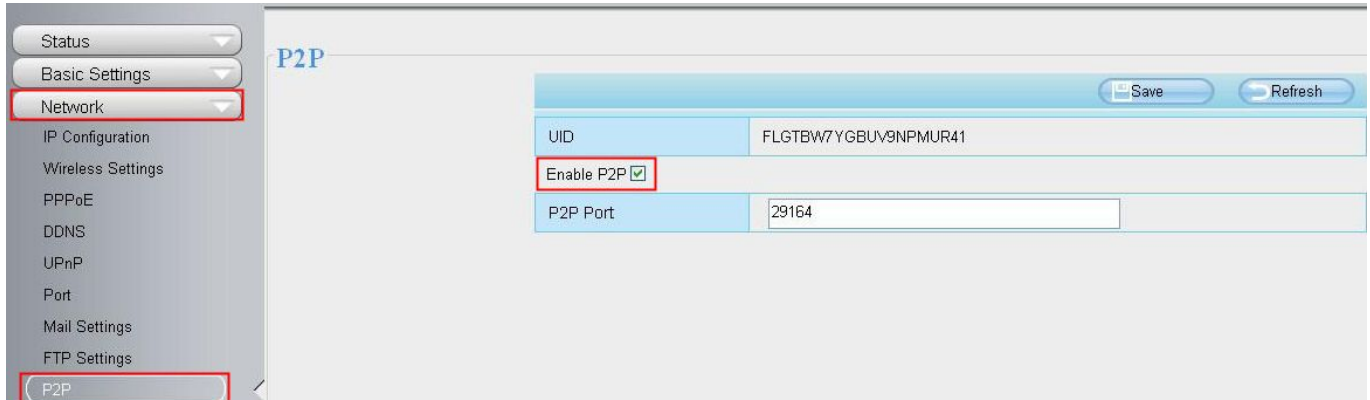 Status
Basic Settings
Network
IP Configuration
Wireless Settings
PPPoE
DDNS
UPnP
Port
Mail Settings
FTP Settings
P2P
P2P
Save Refresh
UID FLGTBW7YGBUV9NPMUR41
Enable P2P
P2P Port 29164